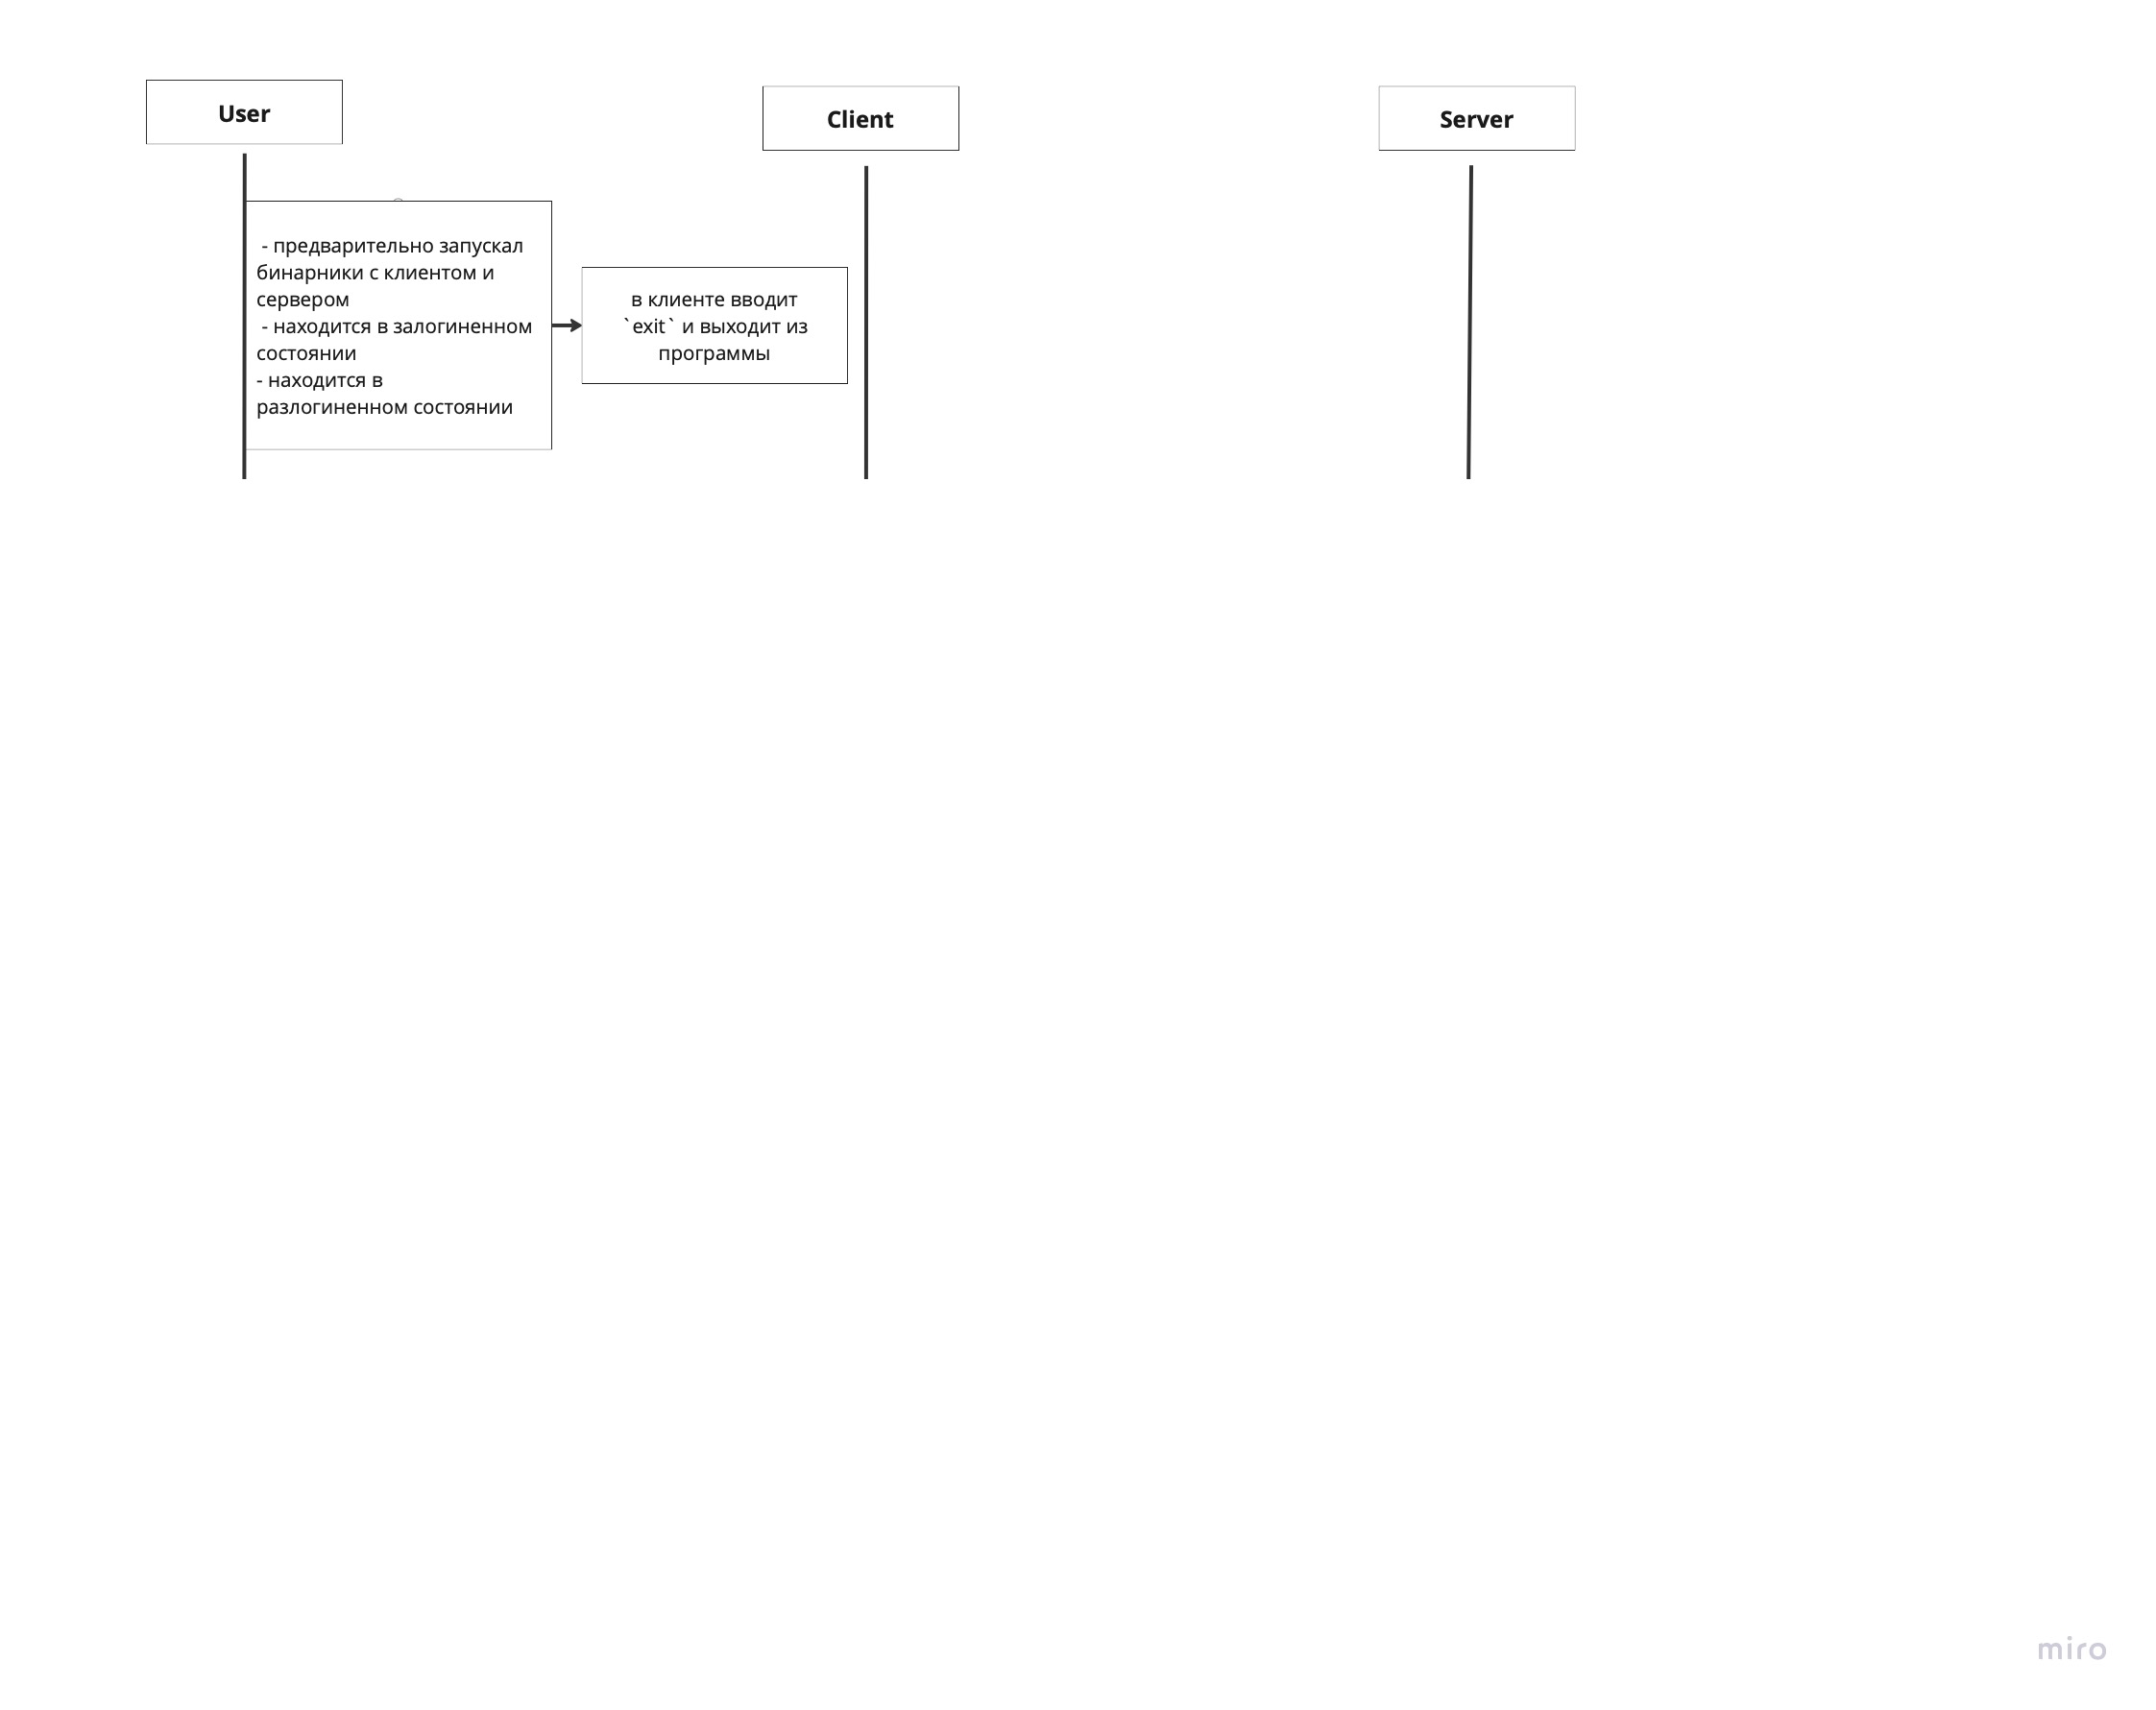 User
Client
Server
- предварительно запускал
бинарники с клиентом и
сервером
- находится в залогиненном
состоянии
- находится в
разлогиненном состоянии
в клиенте вводит
`exit` и выходит из
программы
miro